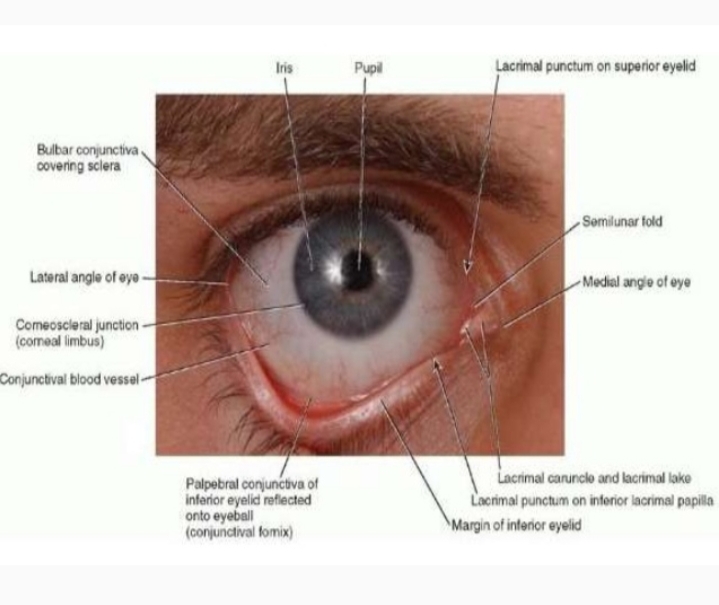 Iris
Pupil
Lacrimal punctum on superior eyelid
Bulbar conjunctiva
covering sclera
Semilunar fold
Lateral angle of eye
Medial angle of eye
Corneoscleral junction
(corneal limbus)
Conjunctival blood vessel
Palpebral conjunctiva of
inferior eyelid reflected
onto eyeball
(conjunctival fornix)
Lacrimal caruncle and lacrimal lake
Lacrimal punctum on inferior lacrimal papilla
Margin of inferior eyelid